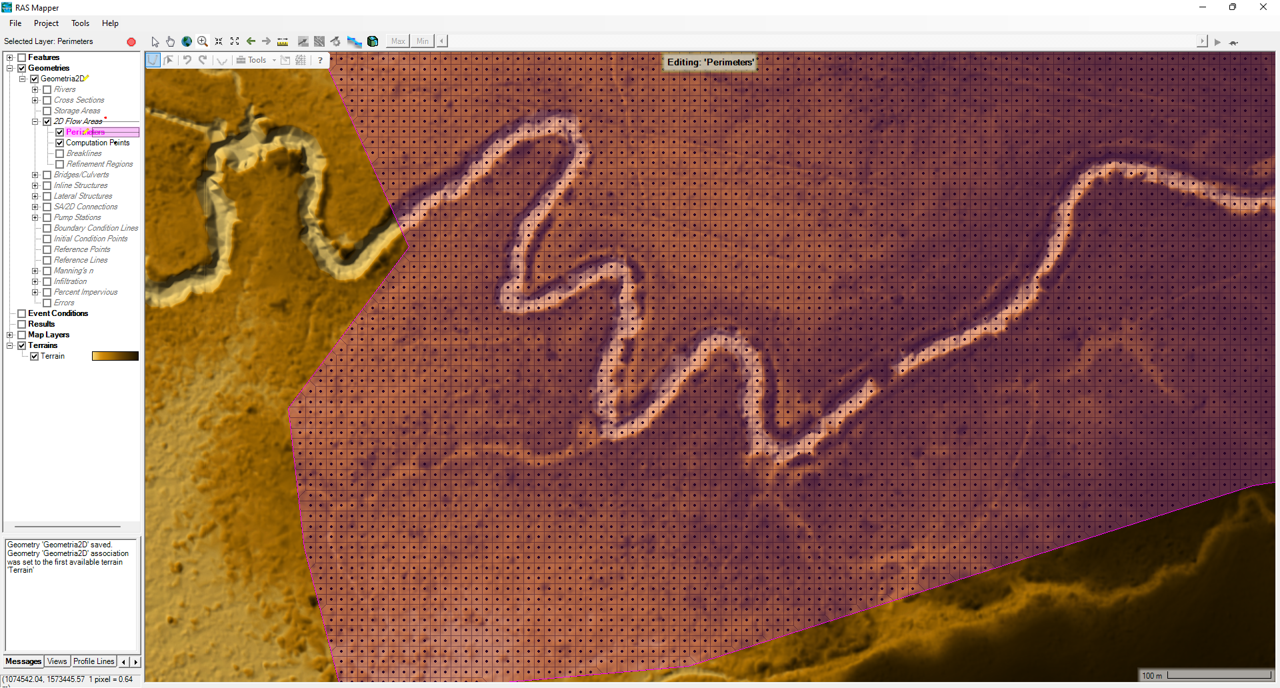 RAS Mapper
File Project Tools Help
Selected Layer: Perimeters
Max Min
Features
Geometries
Geometria2D
Rivers
Cross Sections
Storage Areas
2D Flow Areas
Perimeters
Computation Points
Breaklines
Refinement Regions
Bridges/Culverts
Inline Structures
Lateral Structures
SA/2D Connections
Pump Stations
Boundary Condition Lines
Initial Condition Points
Reference Points
Reference Lines
Manning's n
Infiltration
Percent Impervious
Errors
Event Conditions
Results
Map Layers
Terrains
Terrain
Tools ?
Editing: 'Perimeters'
100 m
Geometry 'Geometria2D' saved.
Geometry 'Geometria2D' association
was set to the first available terrain
'Terrain'
Messages Views Profile Lines
(1074542.04, 1573445.57 1 pixel = 0.64